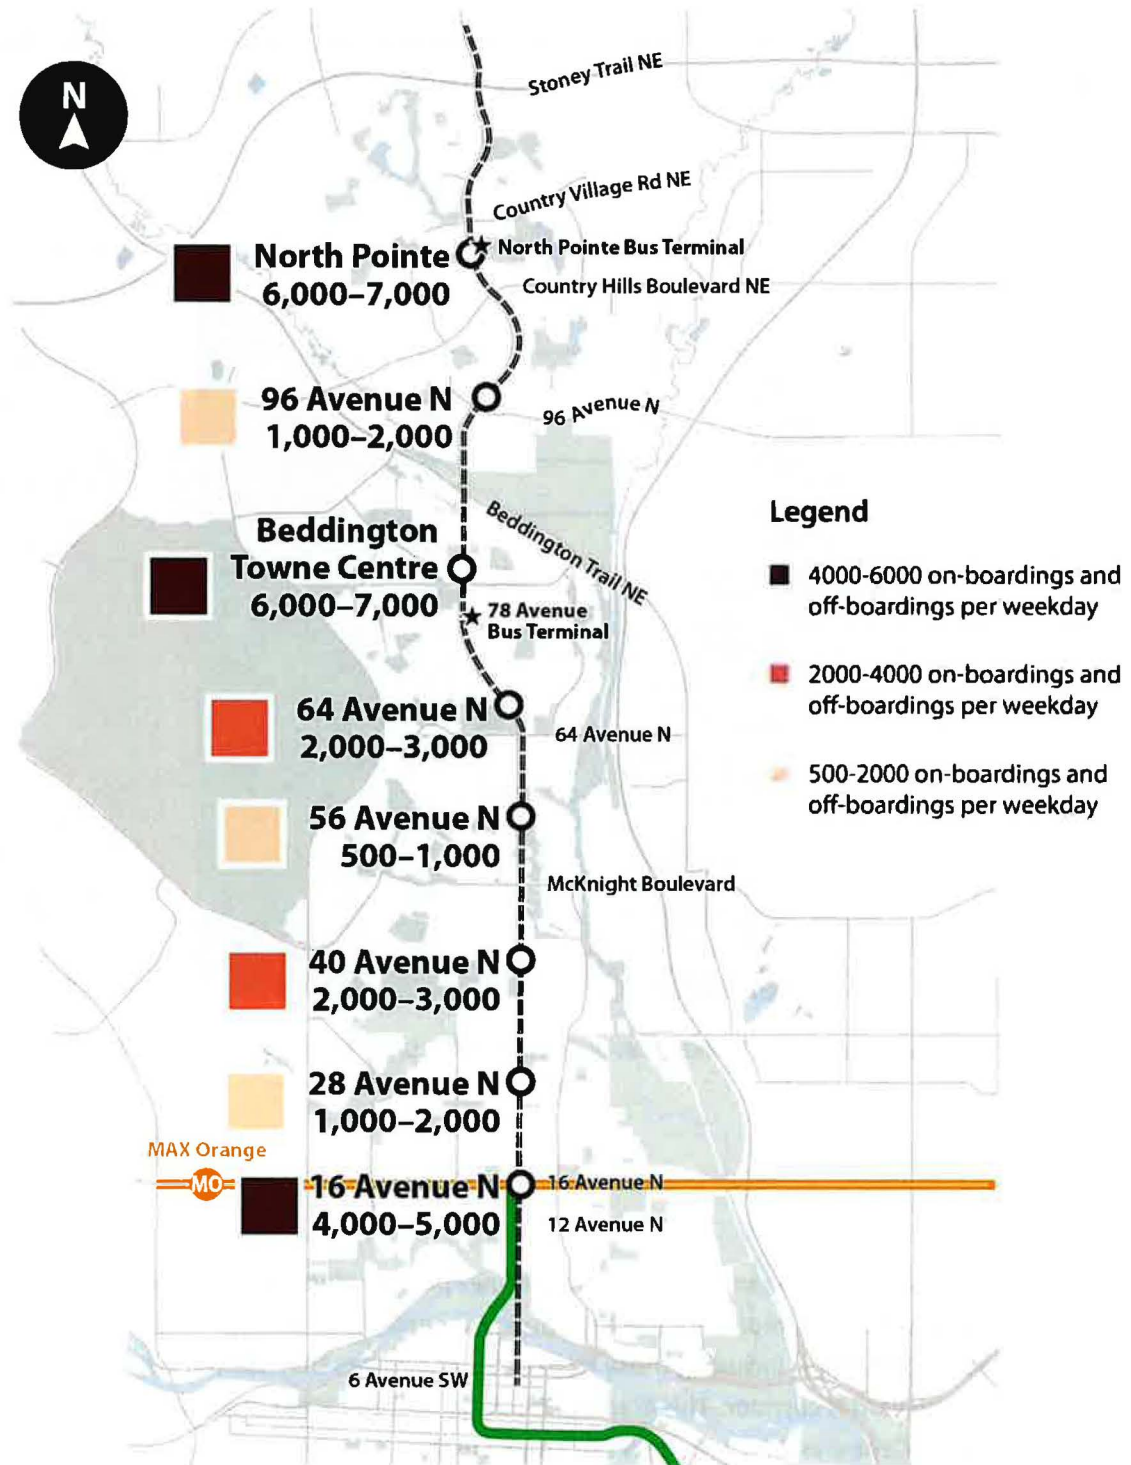 N
Stoney Trail NE
Country Village Rd NE
North Pointe
6,000–7,000
North Pointe Bus Terminal
Country Hills Boulevard NE
96 Avenue N
1,000–2,000
96 Avenue N
Beddington
Towne Centre
6,000–7,000
Beddington Trail NE
78 Avenue
Bus Terminal
Legend
4000-6000 on-boardings and
off-boardings per weekday
2000-4000 on-boardings and
off-boardings per weekday
500-2000 on-boardings and
off-boardings per weekday
64 Avenue N
2,000–3,000
64 Avenue N
56 Avenue N
500–1,000
McKnight Boulevard
40 Avenue N
2,000–3,000
28 Avenue N
1,000–2,000
MAX Orange
MO
16 Avenue N
4,000–5,000
16 Avenue N
12 Avenue N
6 Avenue SW